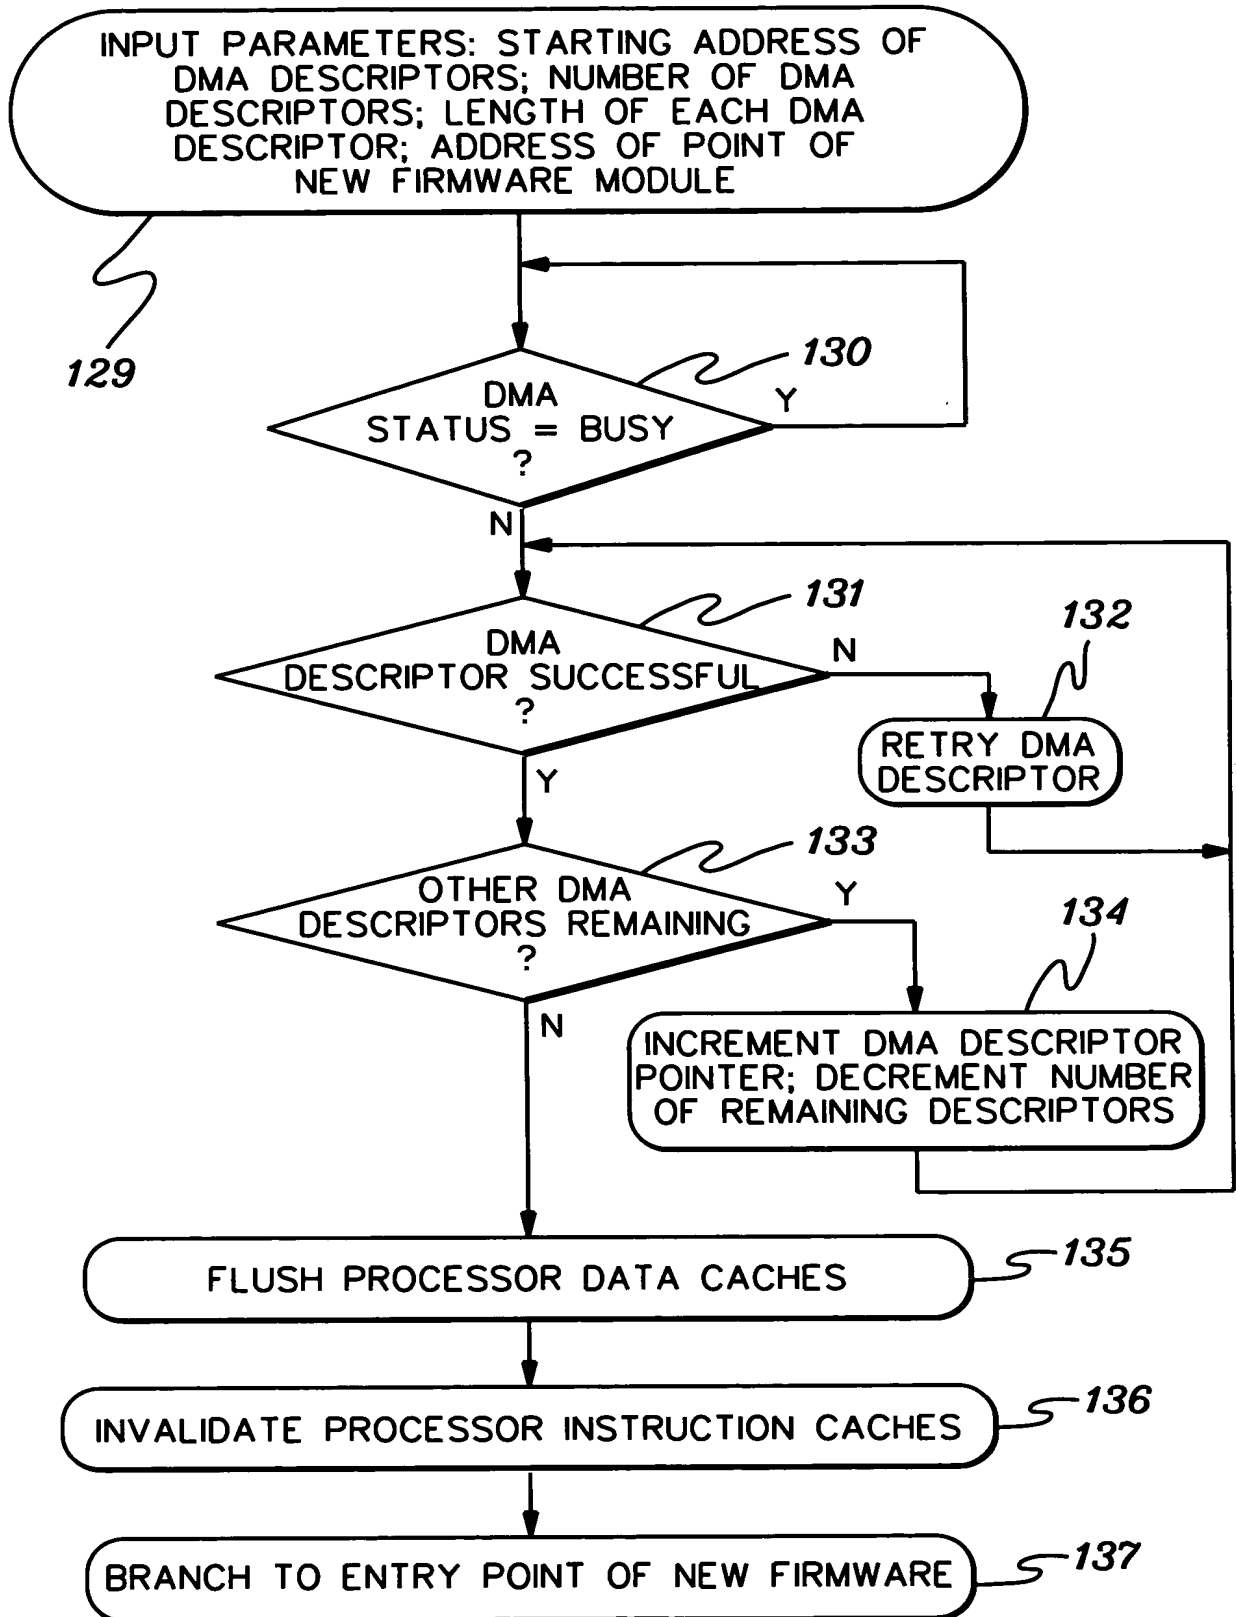 INPUT PARAMETERS: STARTING ADDRESS OF
DMA DESCRIPTORS; NUMBER OF DMA
DESCRIPTORS; LENGTH OF EACH DMA
DESCRIPTOR; ADDRESS OF POINT OF
NEW FIRMWARE MODULE
129
130
DMA
STATUS = BUSY
?
Y
N
131
DMA
DESCRIPTOR SUCCESSFUL
?
N
132
RETRY DMA
DESCRIPTOR
Y
133
OTHER DMA
DESCRIPTORS REMAINING
?
Y
134
N
INCREMENT DMA DESCRIPTOR
POINTER; DECREMENT NUMBER
OF REMAINING DESCRIPTORS
FLUSH PROCESSOR DATA CACHES
135
INVALIDATE PROCESSOR INSTRUCTION CACHES
136
BRANCH TO ENTRY POINT OF NEW FIRMWARE
137